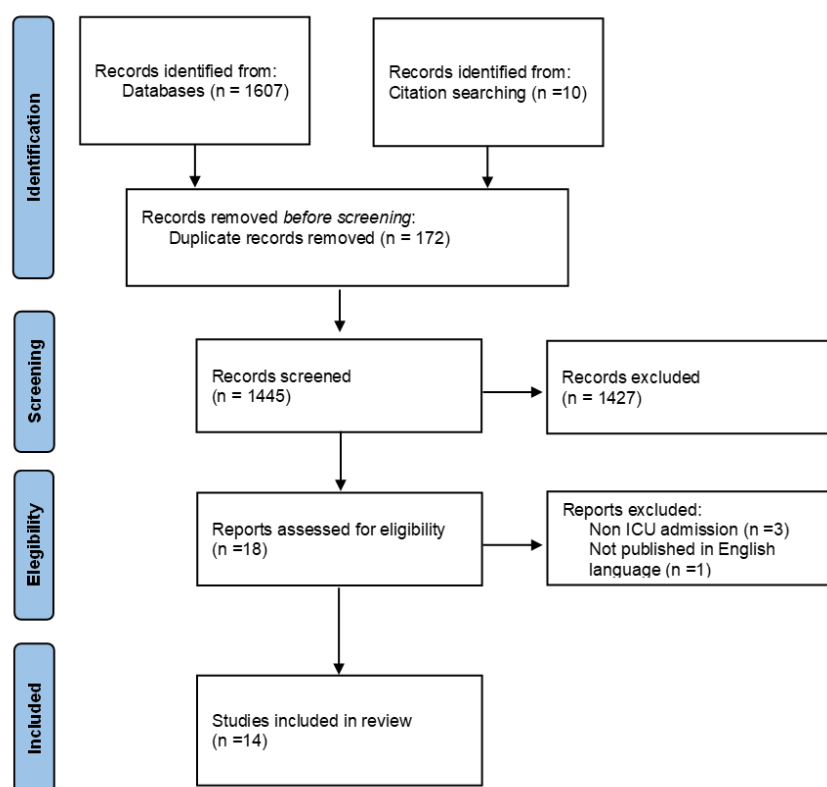 Identification
Records identified from:
Databases (n = 1607)
Records identified from:
Citation searching (n =10)
Records removed before screening:
Duplicate records removed (n = 172)
Screening
Records screened
(n = 1445)
Records excluded
(n = 1427)
Elegibility
Reports assessed for eligibility
(n =18)
Reports excluded:
Non ICU admission (n =3)
Not published in English
language (n =1)
Included
Studies included in review
(n =14)